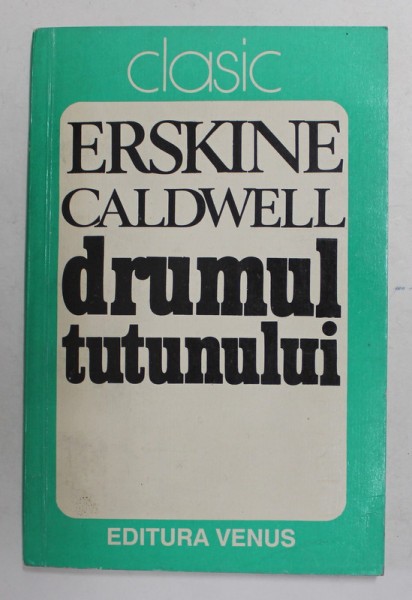 clasic
ERSKINE
CALDWELL
drumul
tutunului
EDITURA VENUS